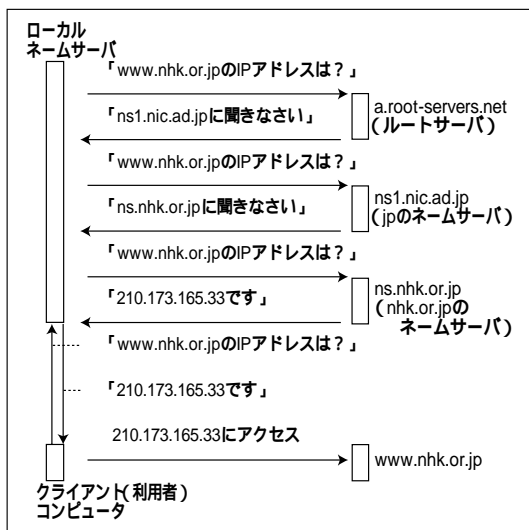 ローカル
ネームサーバ
「www.nhk.or.jpのIPアドレスは？」
a.root-servers.net
「ns1.nic.ad.jpに聞きなさい」
(ルートサーバ)
「www.nhk.or.jpのIPアドレスは？」
ns1.nic.ad.jp
「ns.nhk.or.jpに聞きなさい」
(jpのネームサーバ)
「www.nhk.or.jpのIPアドレスは？」
ns.nhk.or.jp
「210.173.165.33です」
(nhk.or.jpの
ネームサーバ)
「www.nhk.or.jpのIPアドレスは？」
「210.173.165.33です」
210.173.165.33にアクセス
www.nhk.or.jp
クライアント(利用者)
コンピュータ